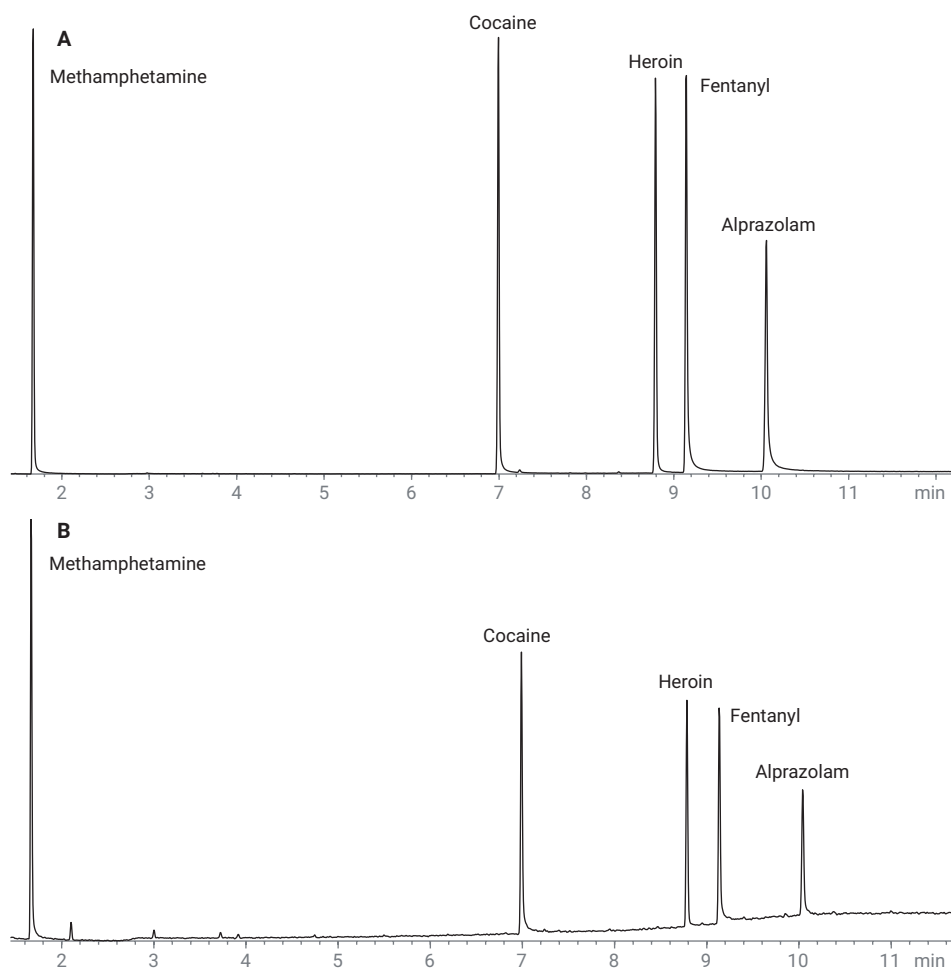 A
Cocaine
Heroin
Methamphetamine
Fentanyl
Alprazolam
2 3 4 5 6 7 8 9 10 11 min
B
Methamphetamine
Cocaine
Heroin
Fentanyl
Alprazolam
2 3 4 5 6 7 8 9 10 11 min